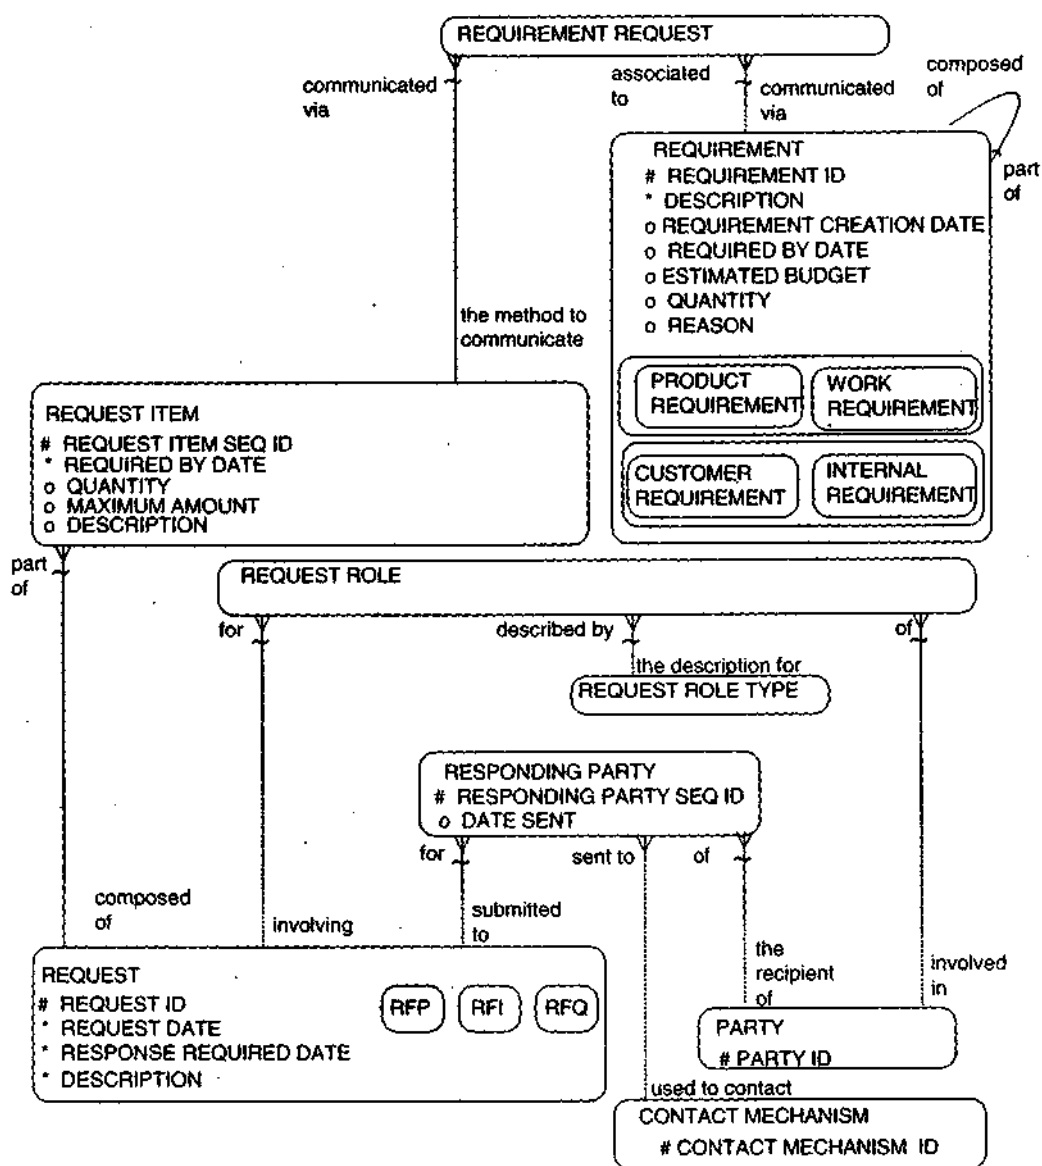 REQUIREMENT REQUEST
communicated
via
associated
to
communicated
via
composed
of
part
of
REQUIREMENT
# REQUIREMENT ID
* DESCRIPTION
o REQUIREMENT CREATION DATE
o REQUIRED BY DATE
o ESTIMATED BUDGET
o QUANTITY
o REASON
PRODUCT
REQUIREMENT
WORK
REQUIREMENT
CUSTOMER
REQUIREMENT
INTERNAL
REQUIREMENT
the method to
communicate
REQUEST ITEM
# REQUEST ITEM SEQ ID
* REQUIRED BY DATE
o QUANTITY
o MAXIMUM AMOUNT
o DESCRIPTION
part
of
REQUEST ROLE
for
described by
of
the description for
REQUEST ROLE TYPE
RESPONDING PARTY
# RESPONDING PARTY SEQ ID
o DATE SENT
for
sent to
of
composed
of
involving
submitted
to
the
recipient
of
involved
in
REQUEST
# REQUEST ID
* REQUEST DATE
* RESPONSE REQUIRED DATE
* DESCRIPTION
RFP
RFI
RFQ
PARTY
# PARTY ID
used to contact
CONTACT MECHANISM
# CONTACT MECHANISM ID